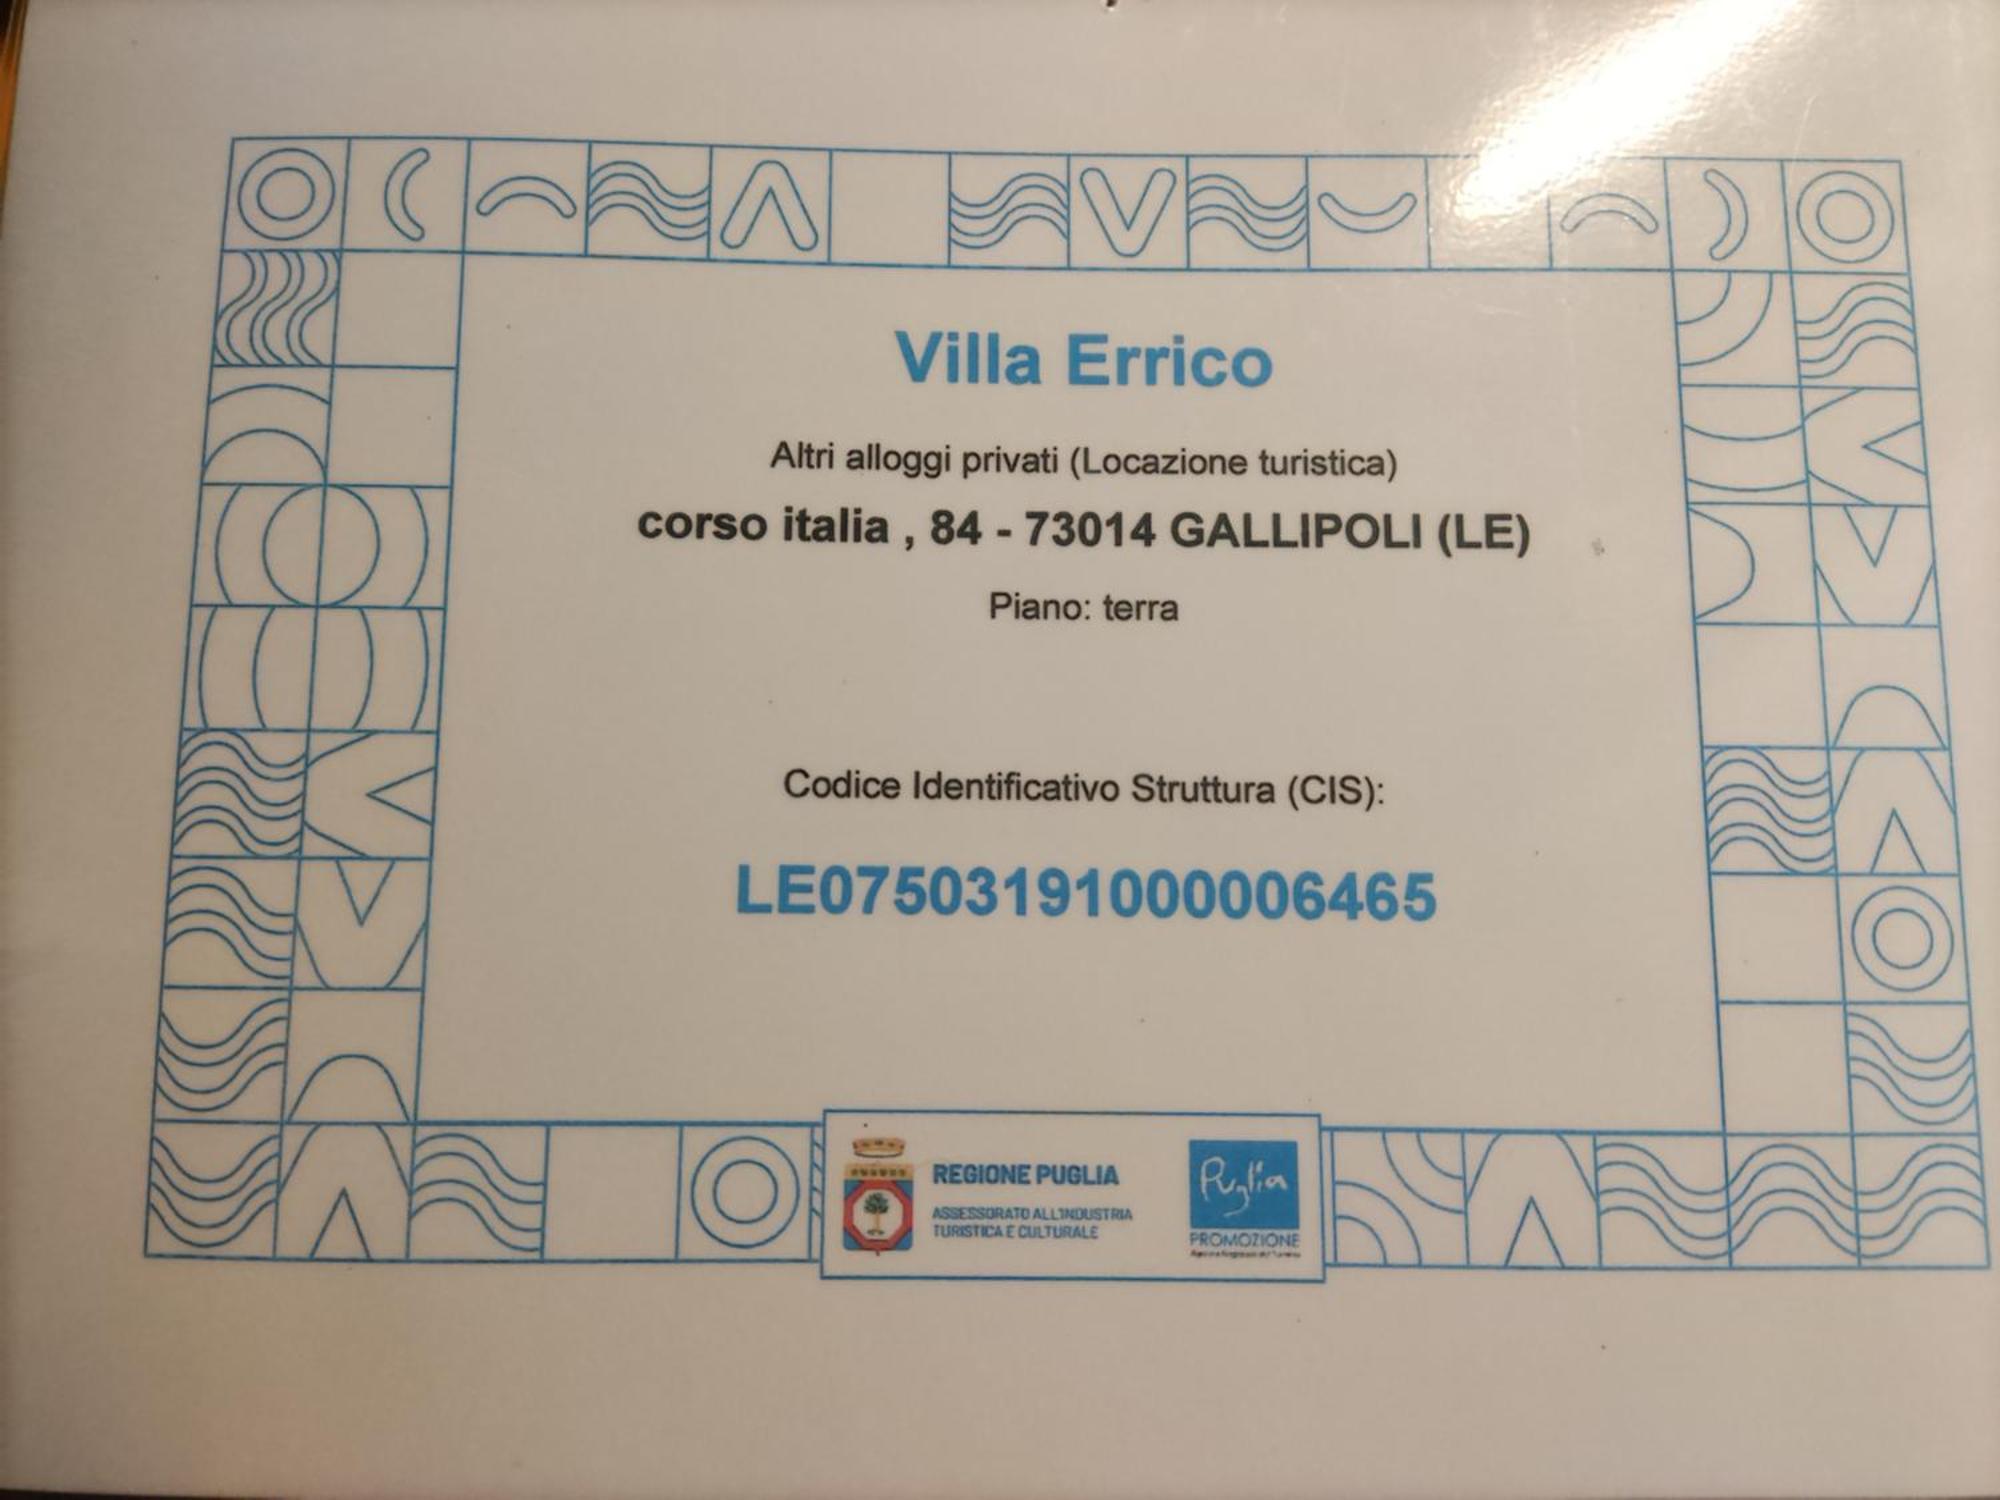 Villa Errico
Altri alloggi privati (Locazione turistica)
corso italia , 84 - 73014 GALLIPOLI (LE)
Piano: terra
Codice Identificativo Struttura (CIS):
LE07503191000006465
REGIONE PUGLIA
ASSESSORATO ALL'INDUSTRIA
TURISTICA E CULTURALE
Puglia
PROMOZIONE